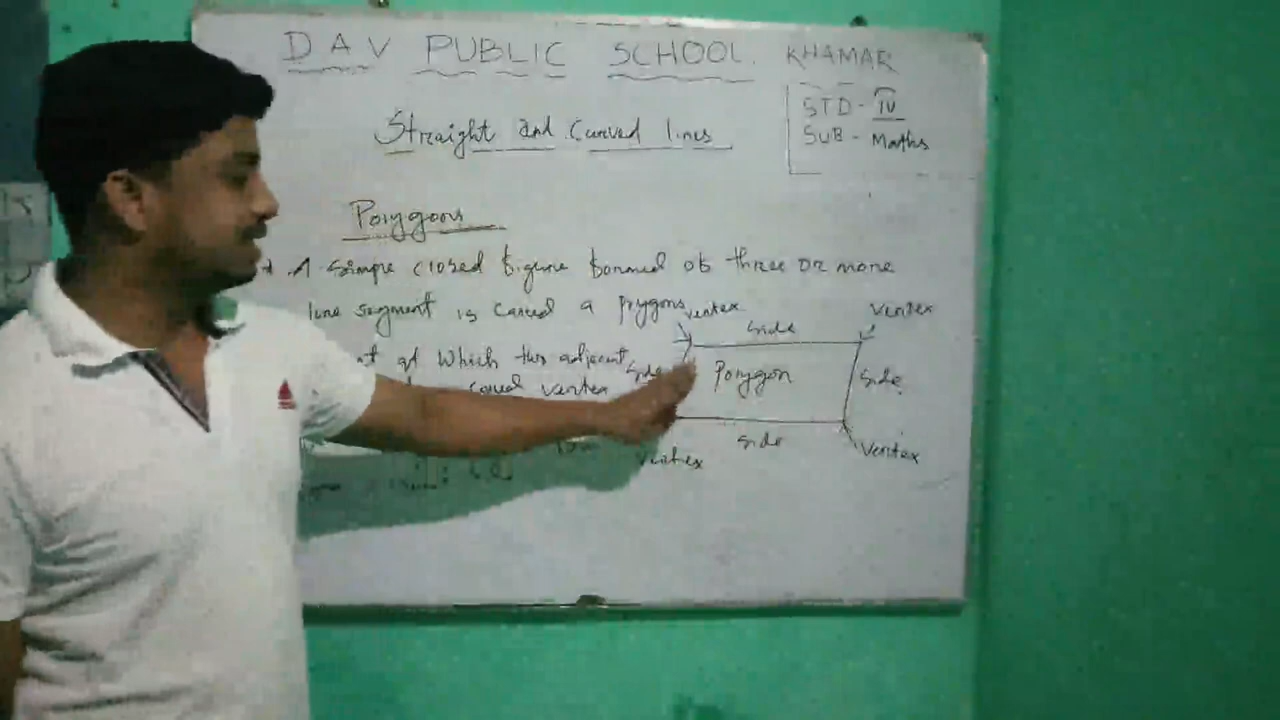 DAV PUBLIC SCHOOL. KHAMAR
STD - IV
SUB - Maths
Straight and Curved lines
Polygons
A simple closed figure formed of three or more
line segment is called a polygons
of which two adjacent
called vertex
vertex
side
vertex
side
Polygon
side
side
vertex
vertex